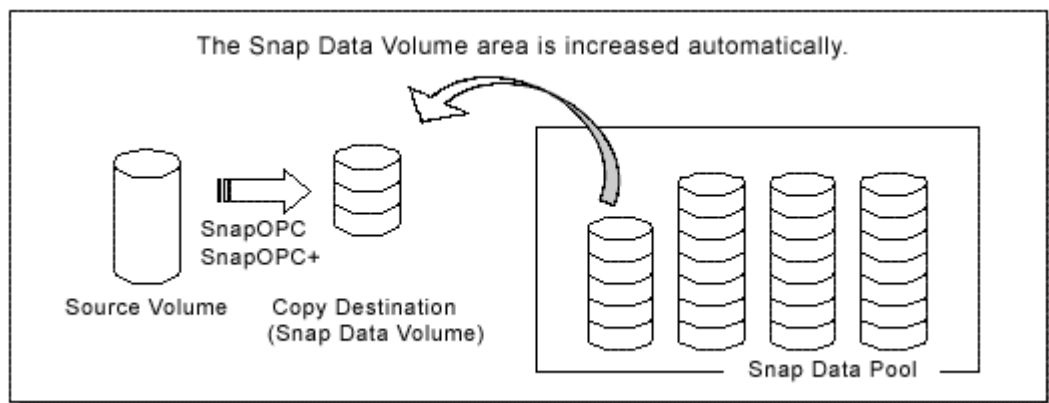 The Snap Data Volume area is increased automatically.
SnapOPC
SnapOPC+
Source Volume
Copy Destination
(Snap Data Volume)
Snap Data Pool